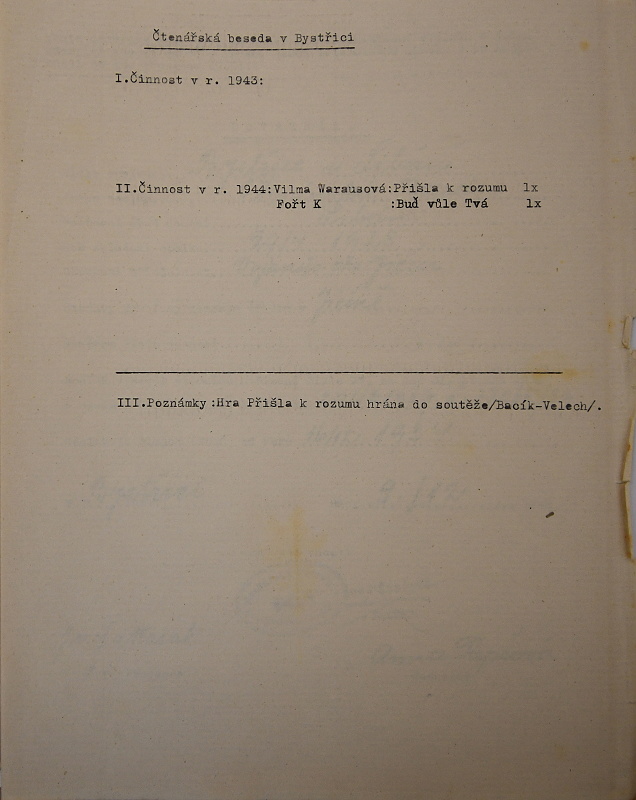 Čtenářská beseda v Bystřici
I.Činnost v r. 1943:
II.Činnost v r. 1944:Vilma Warausová:Přišla k rozumu 1x
Fořt K :Buď vůle Tvá 1x
III.Poznámky:Hra Přišla k rozumu hrána do soutěže/Bacík-Velech/.